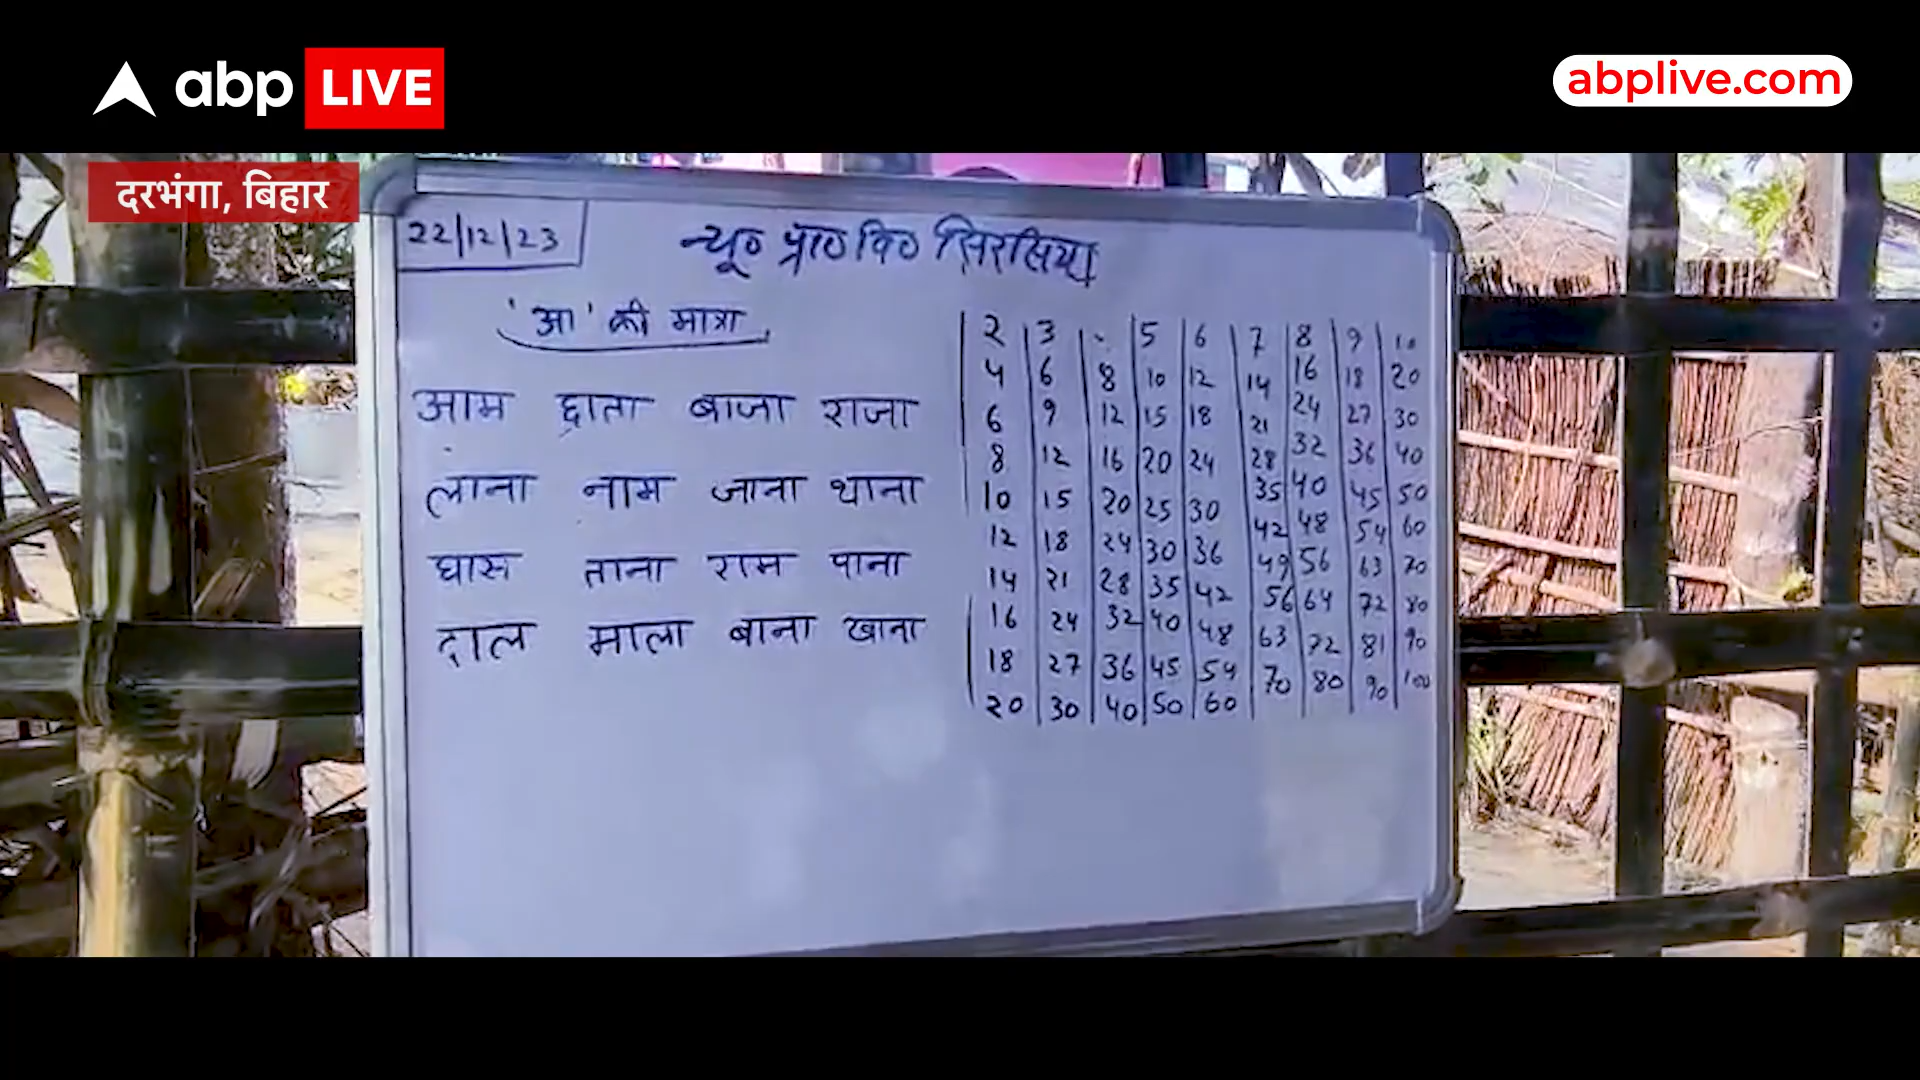 abp LIVE
abplive.com
दरभंगा, बिहार
22/12/23
न्यू० प्रा० वि० सिरसिया
'आ' की मात्रा
आम छाता बाजा राजा
लाना नाम जाना थाना
घास ताना राम पाना
दाल माला बाना खाना
2 3 5 6 7 8 9 10
4 6 8 10 12 14 16 18 20
6 9 12 15 18 21 24 27 30
8 12 16 20 24 28 32 36 40
10 15 20 25 30 35 40 45 50
12 18 24 30 36 42 48 54 60
14 21 28 35 42 49 56 63 70
16 24 32 40 48 56 64 72 80
18 27 36 45 54 63 72 81 90
20 30 40 50 60 70 80 90 100